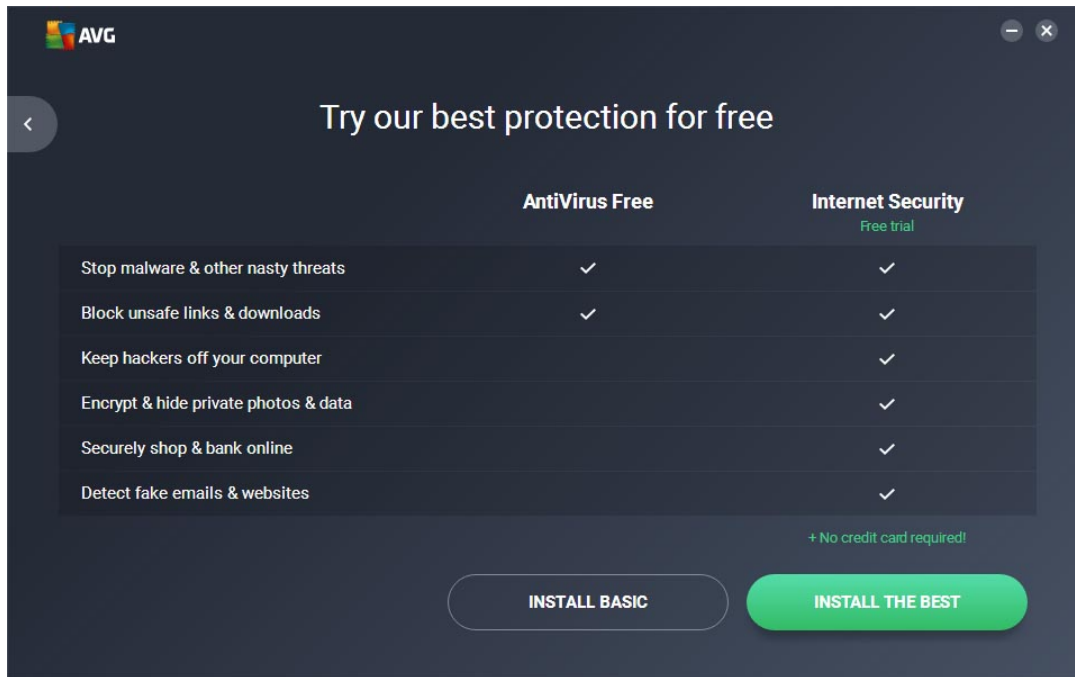 AVG
Try our best protection for free
AntiVirus Free
Internet Security
Free trial
Stop malware & other nasty threats
Block unsafe links & downloads
Keep hackers off your computer
Encrypt & hide private photos & data
Securely shop & bank online
Detect fake emails & websites
+ No credit card required!
INSTALL BASIC
INSTALL THE BEST